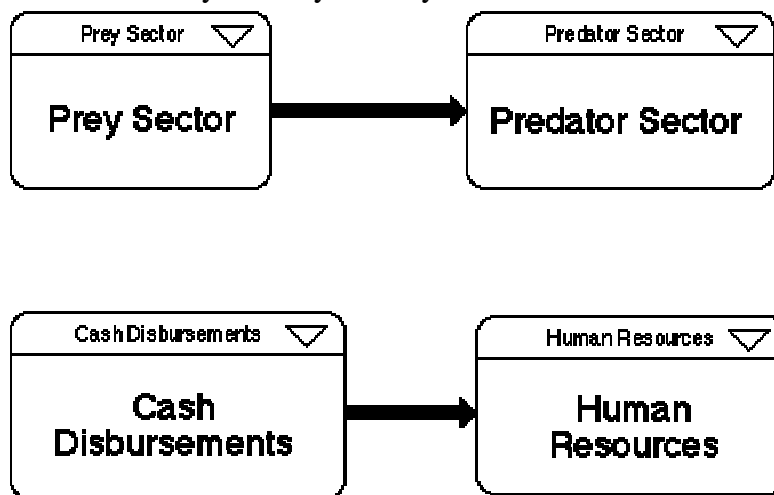 Prey Sector
Predator Sector
Prey Sector
Predator Sector
Cash Disbursements
Human Resources
Cash
Disbursements
Human
Resources